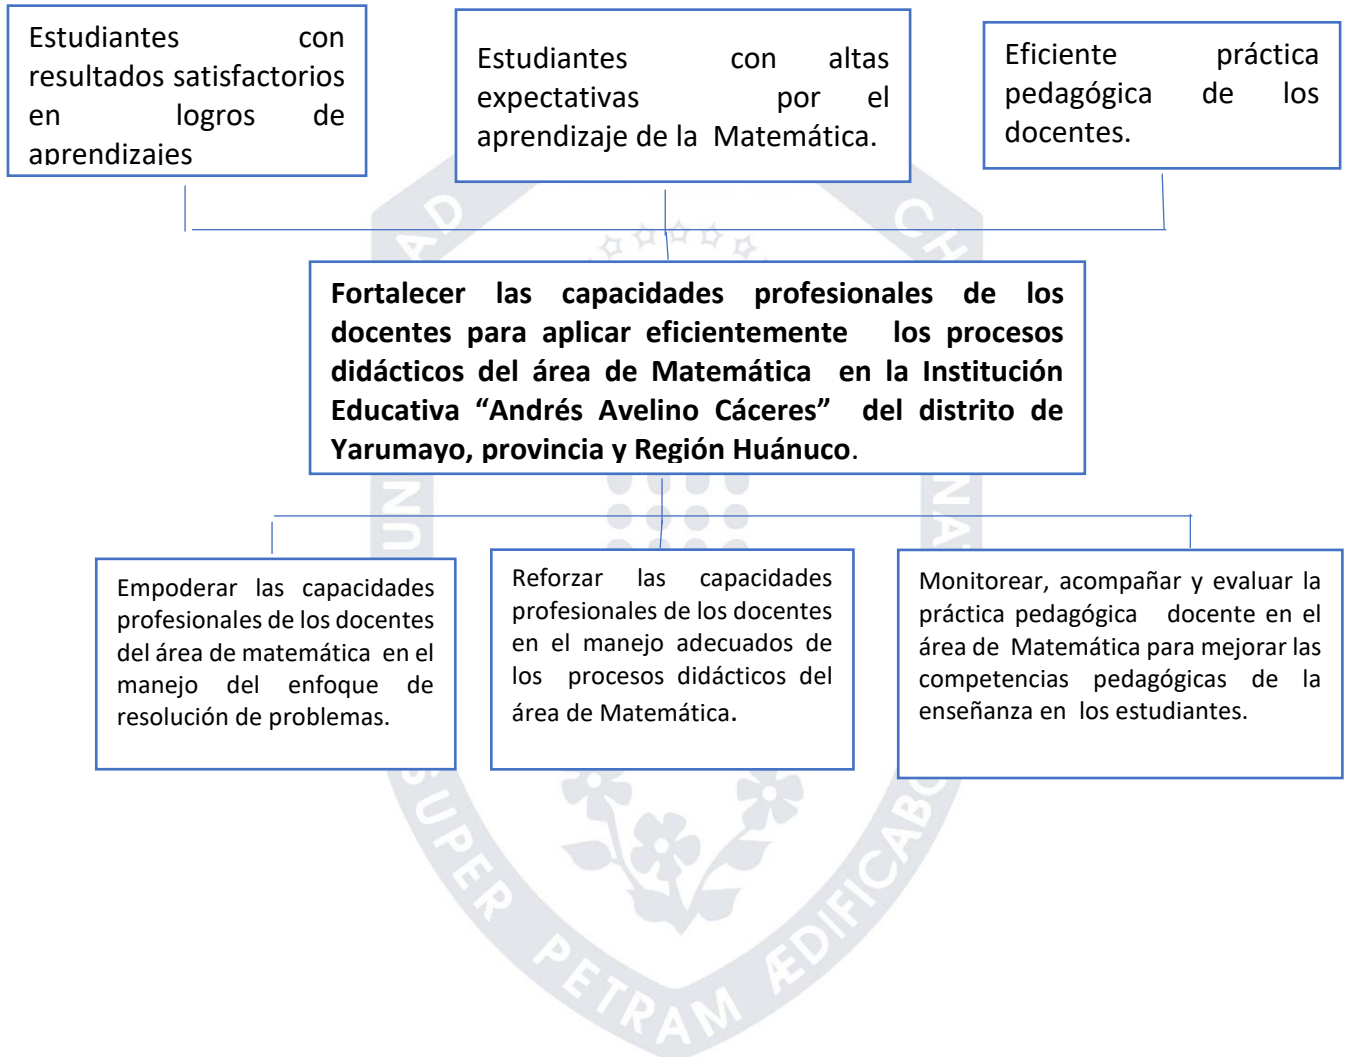 Estudiantes con
resultados satisfactorios
en logros de
aprendizajes
Estudiantes con altas
expectativas por el
aprendizaje de la Matemática.
Eficiente práctica
pedagógica de los
docentes.
Fortalecer las capacidades profesionales de los
docentes para aplicar eficientemente los procesos
didácticos del área de Matemática en la Institución
Educativa “Andrés Avelino Cáceres” del distrito de
Yarumayo, provincia y Región Huánuco.
Empoderar las capacidades
profesionales de los docentes
del área de matemática en el
manejo del enfoque de
resolución de problemas.
Reforzar las capacidades
profesionales de los docentes
en el manejo adecuados de
los procesos didácticos del
área de Matemática.
Monitorear, acompañar y evaluar la
práctica pedagógica docente en el
área de Matemática para mejorar las
competencias pedagógicas de la
enseñanza en los estudiantes.
SUPER PETRAM ÆDIFICABO